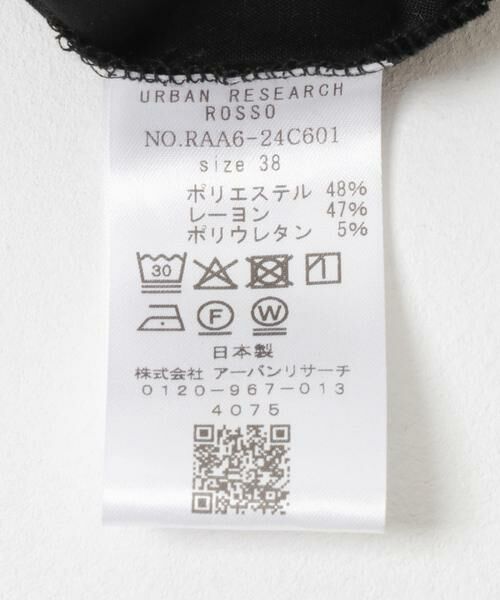 URBAN RESEARCH
ROSSO
NO.RAA6-24C601
size 38
ポリエステル 48%
レーヨン 47%
ポリウレタン 5%
30
F W
日本製
株式会社 アーバンリサーチ
0120-967-013
4075